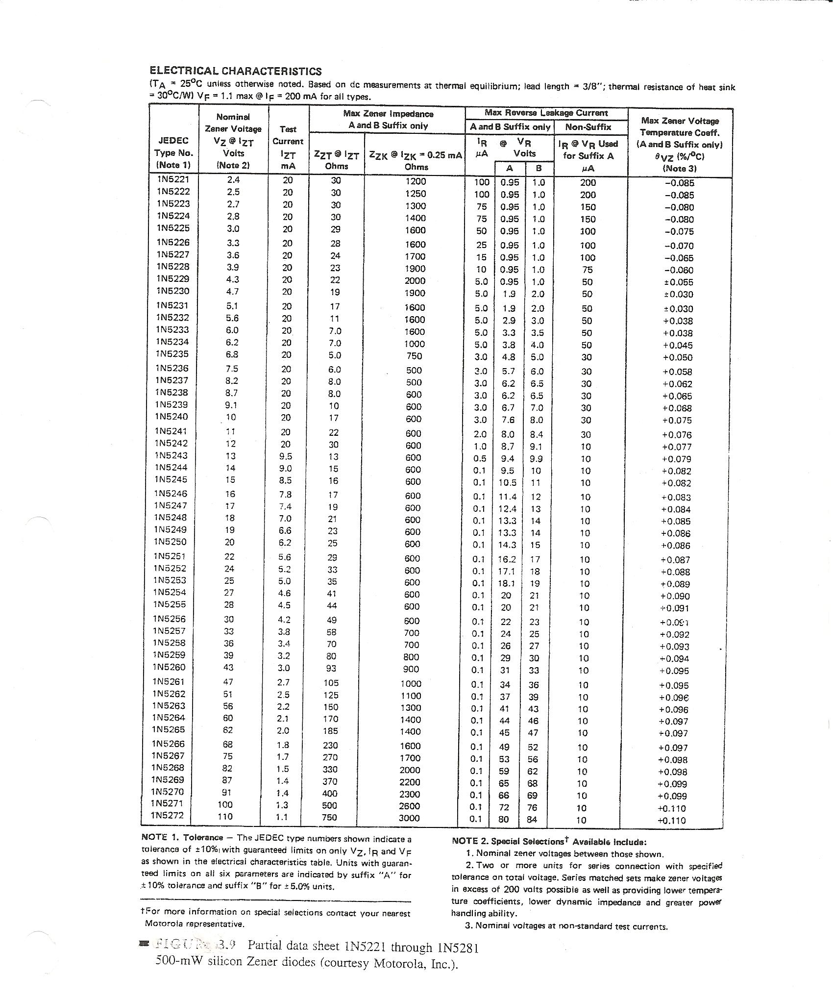 ELECTRICAL CHARACTERISTICS
(TA = 25°C unless otherwise noted. Based on dc measurements at thermal equilibrium; lead length = 3/8"; thermal resistance of heat sink
= 30°C/W) VF = 1.1 max @ IF = 200 mA for all types.
JEDEC Type No. (Note 1) | Nominal Zener Voltage VZ @ IZT Volts (Note 2) | Test Current IZT mA | Max Zener Impedance A and B Suffix only | Max Reverse Leakage Current | Max Zener Voltage Temperature Coeff. (A and B Suffix only) θVZ (%/°C) (Note 3)
ZZT @ IZT Ohms | ZZK @ IZK = 0.25 mA Ohms | A and B Suffix only | Non-Suffix
IR µA @ VR Volts | IR @ VR Used for Suffix A µA
A | B
1N5221 2.4 20 30 1200 100 0.95 1.0 200 −0.085
1N5222 2.5 20 30 1250 100 0.95 1.0 200 −0.085
1N5223 2.7 20 30 1300 75 0.95 1.0 150 −0.080
1N5224 2.8 20 30 1400 75 0.95 1.0 150 −0.080
1N5225 3.0 20 29 1600 50 0.95 1.0 100 −0.075
1N5226 3.3 20 28 1600 25 0.95 1.0 100 −0.070
1N5227 3.6 20 24 1700 15 0.95 1.0 100 −0.065
1N5228 3.9 20 23 1900 10 0.95 1.0 75 −0.060
1N5229 4.3 20 22 2000 5.0 0.95 1.0 50 ±0.055
1N5230 4.7 20 19 1900 5.0 1.9 2.0 50 ±0.030
1N5231 5.1 20 17 1600 5.0 1.9 2.0 50 ±0.030
1N5232 5.6 20 11 1600 5.0 2.9 3.0 50 +0.038
1N5233 6.0 20 7.0 1600 5.0 3.3 3.5 50 +0.038
1N5234 6.2 20 7.0 1000 5.0 3.8 4.0 50 +0.045
1N5235 6.8 20 5.0 750 3.0 4.8 5.0 30 +0.050
1N5236 7.5 20 6.0 500 3.0 5.7 6.0 30 +0.058
1N5237 8.2 20 8.0 500 3.0 6.2 6.5 30 +0.062
1N5238 8.7 20 8.0 600 3.0 6.2 6.5 30 +0.065
1N5239 9.1 20 10 600 3.0 6.7 7.0 30 +0.068
1N5240 10 20 17 600 3.0 7.6 8.0 30 +0.075
1N5241 11 20 22 600 2.0 8.0 8.4 30 +0.076
1N5242 12 20 30 600 1.0 8.7 9.1 10 +0.077
1N5243 13 9.5 13 600 0.5 9.4 9.9 10 +0.079
1N5244 14 9.0 15 600 0.1 9.5 10 10 +0.082
1N5245 15 8.5 16 600 0.1 10.5 11 10 +0.082
1N5246 16 7.8 17 600 0.1 11.4 12 10 +0.083
1N5247 17 7.4 19 600 0.1 12.4 13 10 +0.084
1N5248 18 7.0 21 600 0.1 13.3 14 10 +0.085
1N5249 19 6.6 23 600 0.1 13.3 14 10 +0.086
1N5250 20 6.2 25 600 0.1 14.3 15 10 +0.086
1N5251 22 5.6 29 600 0.1 16.2 17 10 +0.087
1N5252 24 5.2 33 600 0.1 17.1 18 10 +0.088
1N5253 25 5.0 35 600 0.1 18.1 19 10 +0.089
1N5254 27 4.6 41 600 0.1 20 21 10 +0.090
1N5255 28 4.5 44 600 0.1 20 21 10 +0.091
1N5256 30 4.2 49 600 0.1 22 23 10 +0.091
1N5257 33 3.8 58 700 0.1 24 25 10 +0.092
1N5258 36 3.4 70 700 0.1 26 27 10 +0.093
1N5259 39 3.2 80 800 0.1 29 30 10 +0.094
1N5260 43 3.0 93 900 0.1 31 33 10 +0.095
1N5261 47 2.7 105 1000 0.1 34 36 10 +0.095
1N5262 51 2.5 125 1100 0.1 37 39 10 +0.096
1N5263 56 2.2 150 1300 0.1 41 43 10 +0.096
1N5264 60 2.1 170 1400 0.1 44 46 10 +0.097
1N5265 62 2.0 185 1400 0.1 45 47 10 +0.097
1N5266 68 1.8 230 1600 0.1 49 52 10 +0.097
1N5267 75 1.7 270 1700 0.1 53 56 10 +0.098
1N5268 82 1.5 330 2000 0.1 59 62 10 +0.098
1N5269 87 1.4 370 2200 0.1 65 68 10 +0.099
1N5270 91 1.4 400 2300 0.1 66 69 10 +0.099
1N5271 100 1.3 500 2600 0.1 72 76 10 +0.110
1N5272 110 1.1 750 3000 0.1 80 84 10 +0.110
NOTE 1. Tolerance — The JEDEC type numbers shown indicate a
tolerance of ±10% with guaranteed limits on only VZ, IR and VF
as shown in the electrical characteristics table. Units with guaran-
teed limits on all six parameters are indicated by suffix "A" for
±10% tolerance and suffix "B" for ±5.0% units.
†For more information on special selections contact your nearest
Motorola representative.
NOTE 2. Special Selections† Available Include:
1. Nominal zener voltages between those shown.
2. Two or more units for series connection with specified
tolerance on total voltage. Series matched sets make zener voltages
in excess of 200 volts possible as well as providing lower tempera-
ture coefficients, lower dynamic impedance and greater power
handling ability.
3. Nominal voltages at non-standard test currents.
FIGURE 3.9 Partial data sheet 1N5221 through 1N5281
500-mW silicon Zener diodes (courtesy Motorola, Inc.).